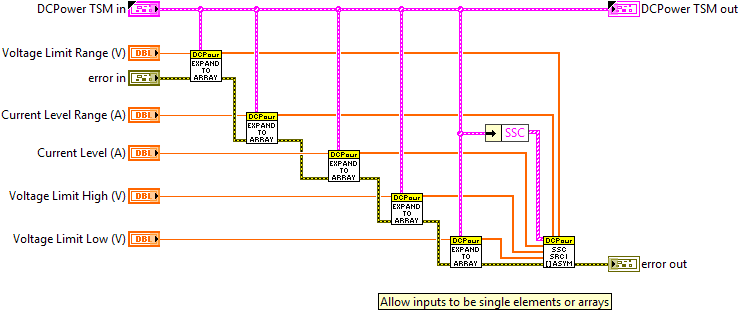 DCPower TSM in
DCPower TSM out
Voltage Limit Range (V)
DBL
DCPwr
EXPAND
TO
ARRAY
error in
Current Level Range (A)
DBL
DCPwr
EXPAND
TO
ARRAY
SSC
Current Level (A)
DBL
DCPwr
EXPAND
TO
ARRAY
Voltage Limit High (V)
DBL
DCPwr
EXPAND
TO
ARRAY
Voltage Limit Low (V)
DBL
DCPwr
EXPAND
TO
ARRAY
DCPwr
SSC
SRCI
[]ASYM
error out
Allow inputs to be single elements or arrays